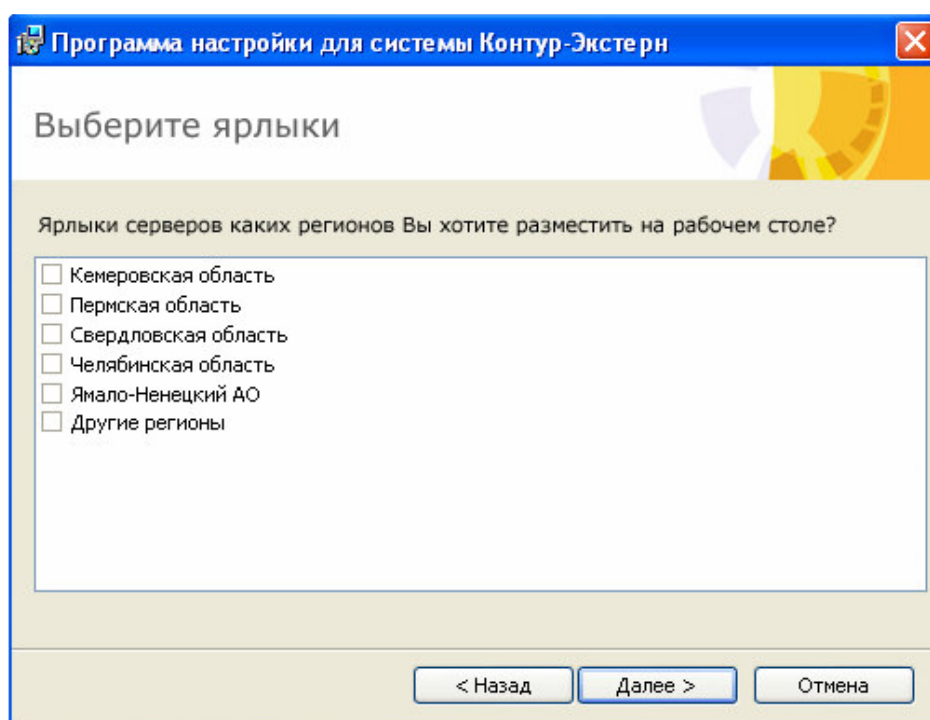 Программа настройки для системы Контур-Экстерн
Выберите ярлыки
Ярлыки серверов каких регионов Вы хотите разместить на рабочем столе?
Кемеровская область
Пермская область
Свердловская область
Челябинская область
Ямало-Ненецкий АО
Другие регионы
< Назад
Далее >
Отмена